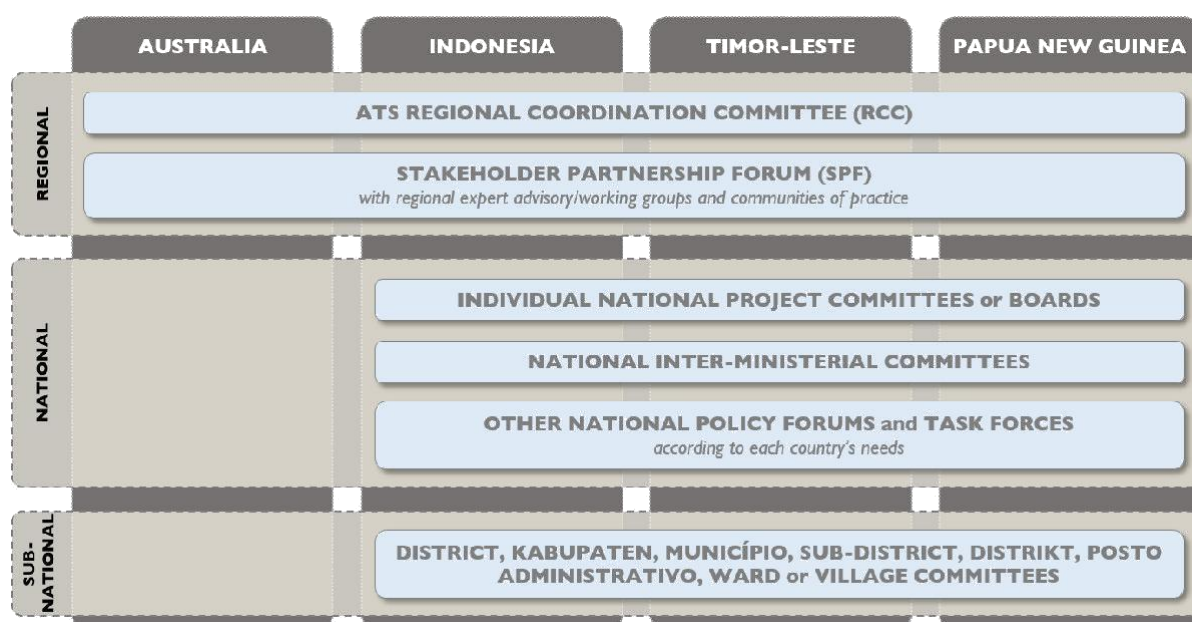 AUSTRALIA
INDONESIA
TIMOR-LESTE
PAPUA NEW GUINEA
REGIONAL
ATS REGIONAL COORDINATION COMMITTEE (RCC)
STAKEHOLDER PARTNERSHIP FORUM (SPF)
with regional expert advisory/working groups and communities of practice
NATIONAL
INDIVIDUAL NATIONAL PROJECT COMMITTEES or BOARDS
NATIONAL INTER-MINISTERIAL COMMITTEES
OTHER NATIONAL POLICY FORUMS and TASK FORCES
according to each country's needs
SUB-
NATIONAL
DISTRICT, KABUPATEN, MUNICÍPIO, SUB-DISTRICT, DISTRIKT, POSTO
ADMINISTRATIVO, WARD or VILLAGE COMMITTEES